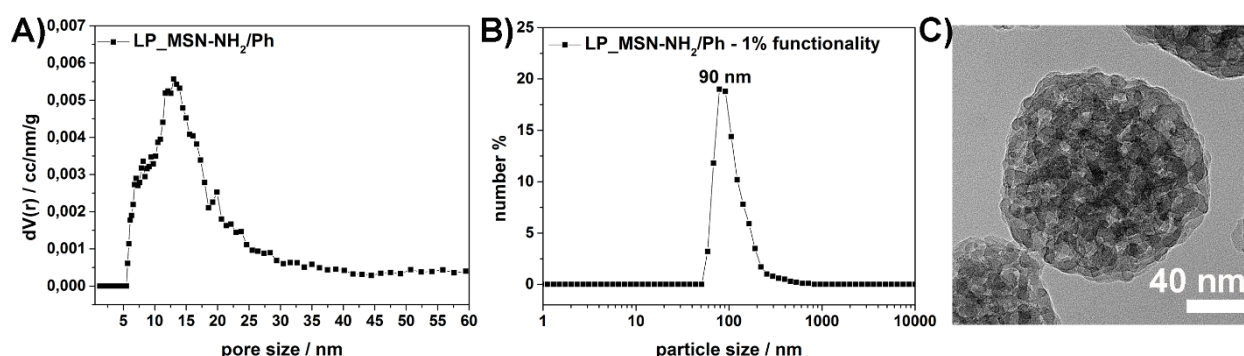 A)
0,007
0,006
0,005
0,004
0,003
0,002
0,001
0,000
dV(r) / cc/nm/g
LP_MSN-NH₂/Ph
5 10 15 20 25 30 35 40 45 50 55 60
pore size / nm
B)
25
20
15
10
5
0
number %
LP_MSN-NH₂/Ph - 1% functionality
90 nm
1 10 100 1000 10000
particle size / nm
C)
40 nm